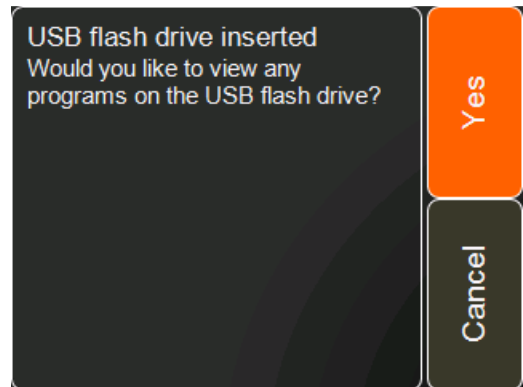 USB flash drive inserted
Would you like to view any
programs on the USB flash drive?
Yes
Cancel